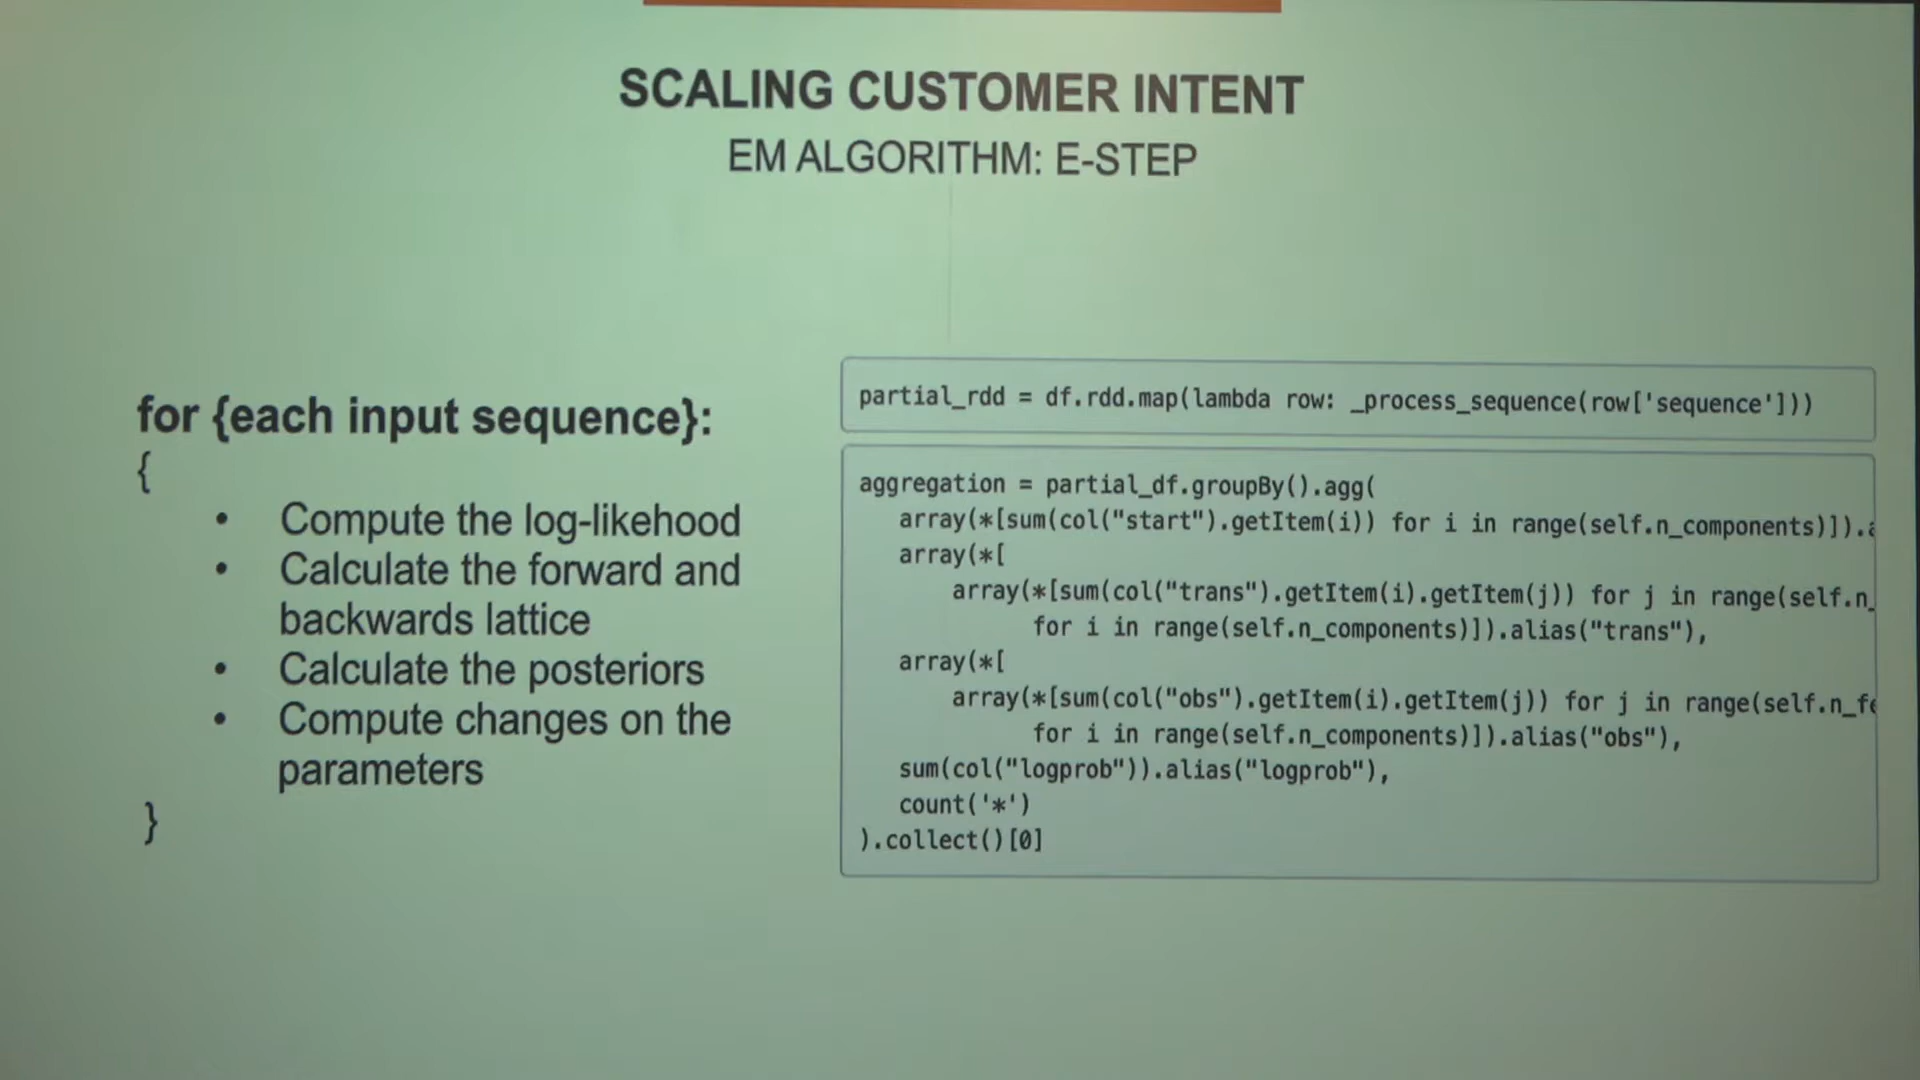 SCALING CUSTOMER INTENT
EM ALGORITHM: E-STEP
for {each input sequence}:
{
• Compute the log-likehood
• Calculate the forward and
backwards lattice
• Calculate the posteriors
• Compute changes on the
parameters
}
partial_rdd = df.rdd.map(lambda row: _process_sequence(row['sequence']))
aggregation = partial_df.groupBy().agg(
array(*[sum(col("start").getItem(i)) for i in range(self.n_components)]).a
array(*[
array(*[sum(col("trans").getItem(i).getItem(j)) for j in range(self.n_
for i in range(self.n_components)]).alias("trans"),
array(*[
array(*[sum(col("obs").getItem(i).getItem(j)) for j in range(self.n_fe
for i in range(self.n_components)]).alias("obs"),
sum(col("logprob")).alias("logprob"),
count('*')
).collect()[0]